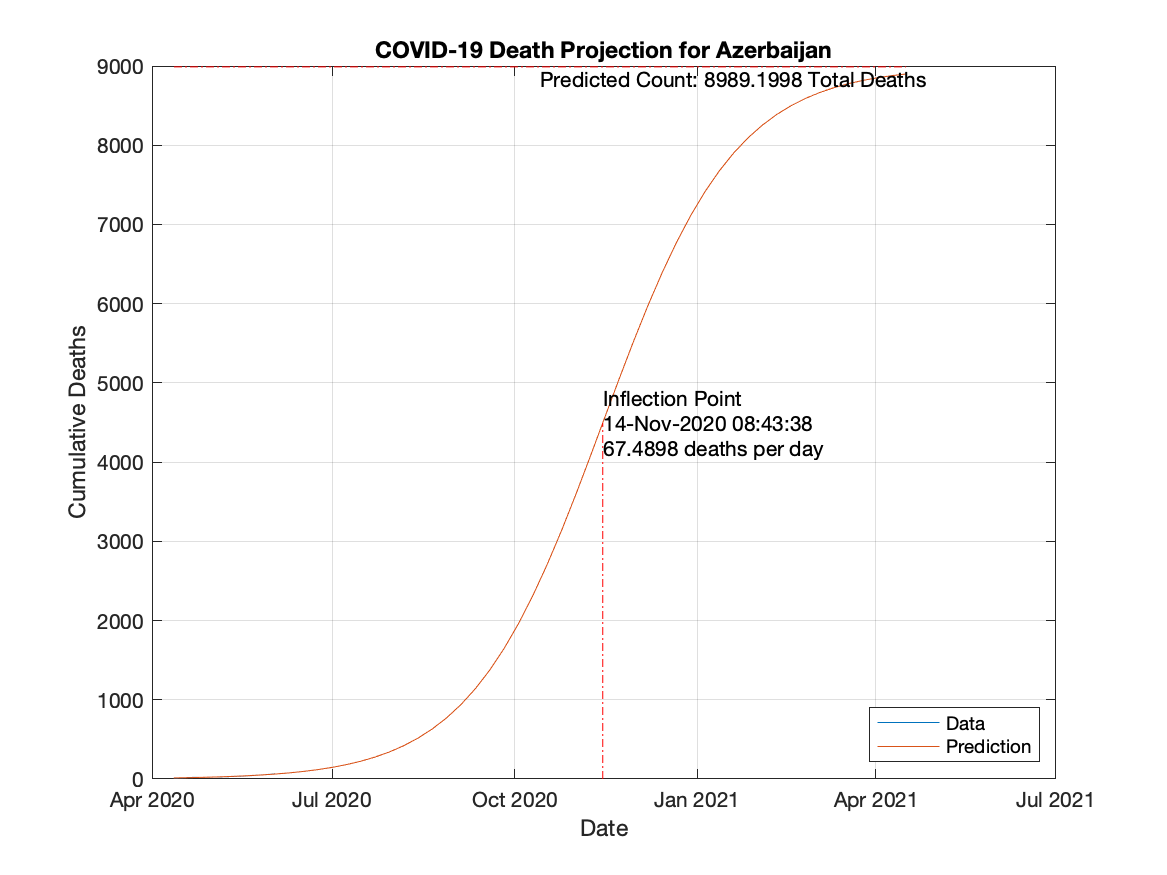 COVID-19 Death Projection for Azerbaijan
9000
Predicted Count: 8989.1998 Total Deaths
8000
7000
6000
5000
4000
3000
2000
1000
0
Cumulative Deaths
Inflection Point
14-Nov-2020 08:43:38
67.4898 deaths per day
Data
Prediction
Apr 2020 Jul 2020 Oct 2020 Jan 2021 Apr 2021 Jul 2021
Date